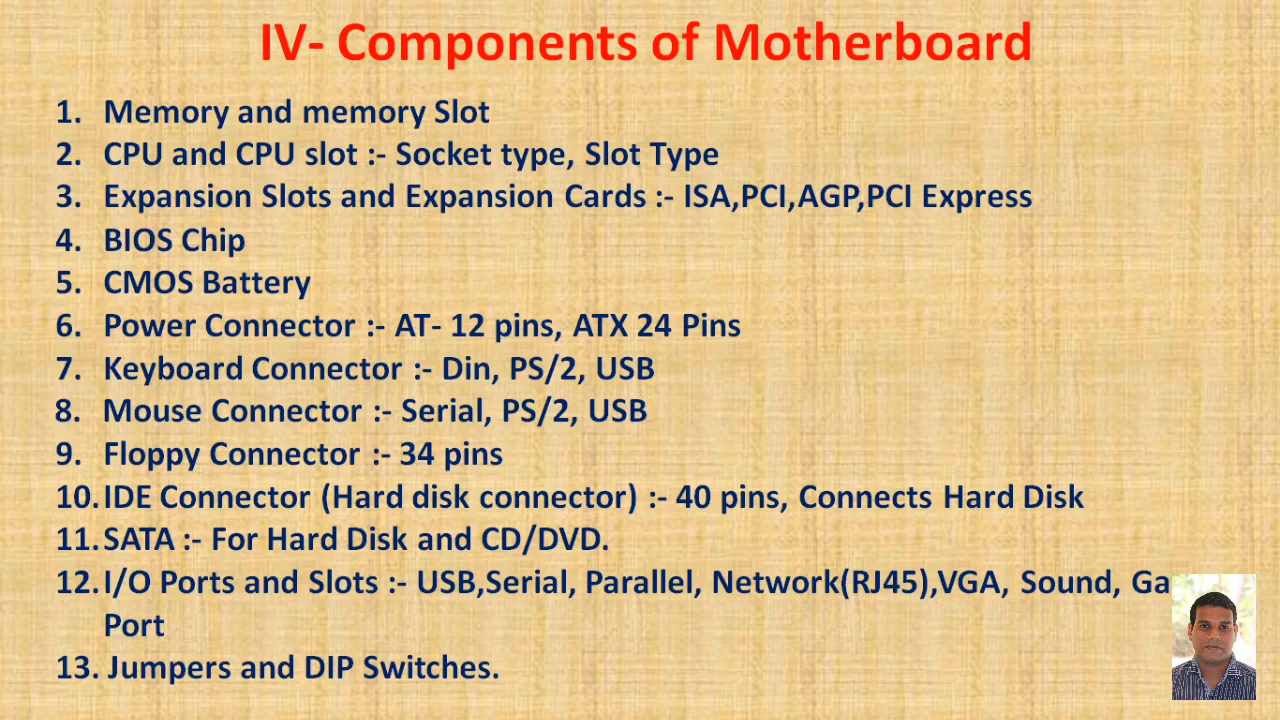 IV- Components of Motherboard
1. Memory and memory Slot
2. CPU and CPU slot :- Socket type, Slot Type
3. Expansion Slots and Expansion Cards :- ISA,PCI,AGP,PCI Express
4. BIOS Chip
5. CMOS Battery
6. Power Connector :- AT- 12 pins, ATX 24 Pins
7. Keyboard Connector :- Din, PS/2, USB
8. Mouse Connector :- Serial, PS/2, USB
9. Floppy Connector :- 34 pins
10. IDE Connector (Hard disk connector) :- 40 pins, Connects Hard Disk
11. SATA :- For Hard Disk and CD/DVD.
12. I/O Ports and Slots :- USB,Serial, Parallel, Network(RJ45),VGA, Sound,
Port
13. Jumpers and DIP Switches.